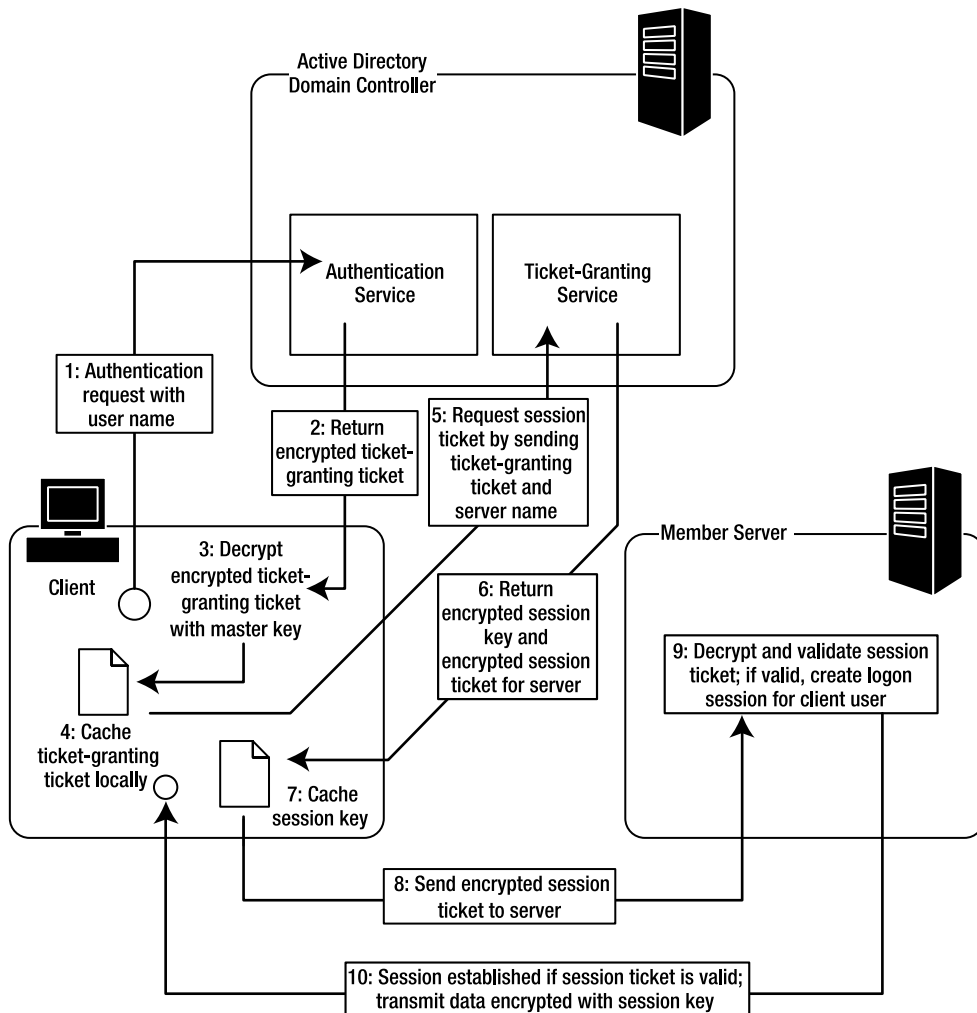 Active Directory
Domain Controller
Authentication
Service
Ticket-Granting
Service
1: Authentication
request with
user name
2: Return
encrypted ticket-
granting ticket
5: Request session
ticket by sending
ticket-granting
ticket and
server name
Client
3: Decrypt
encrypted ticket-
granting ticket
with master key
Member Server
6: Return
encrypted session
key and
encrypted session
ticket for server
9: Decrypt and validate session
ticket; if valid, create logon
session for client user
4: Cache
ticket-granting
ticket locally
7: Cache
session key
8: Send encrypted session
ticket to server
10: Session established if session ticket is valid;
transmit data encrypted with session key